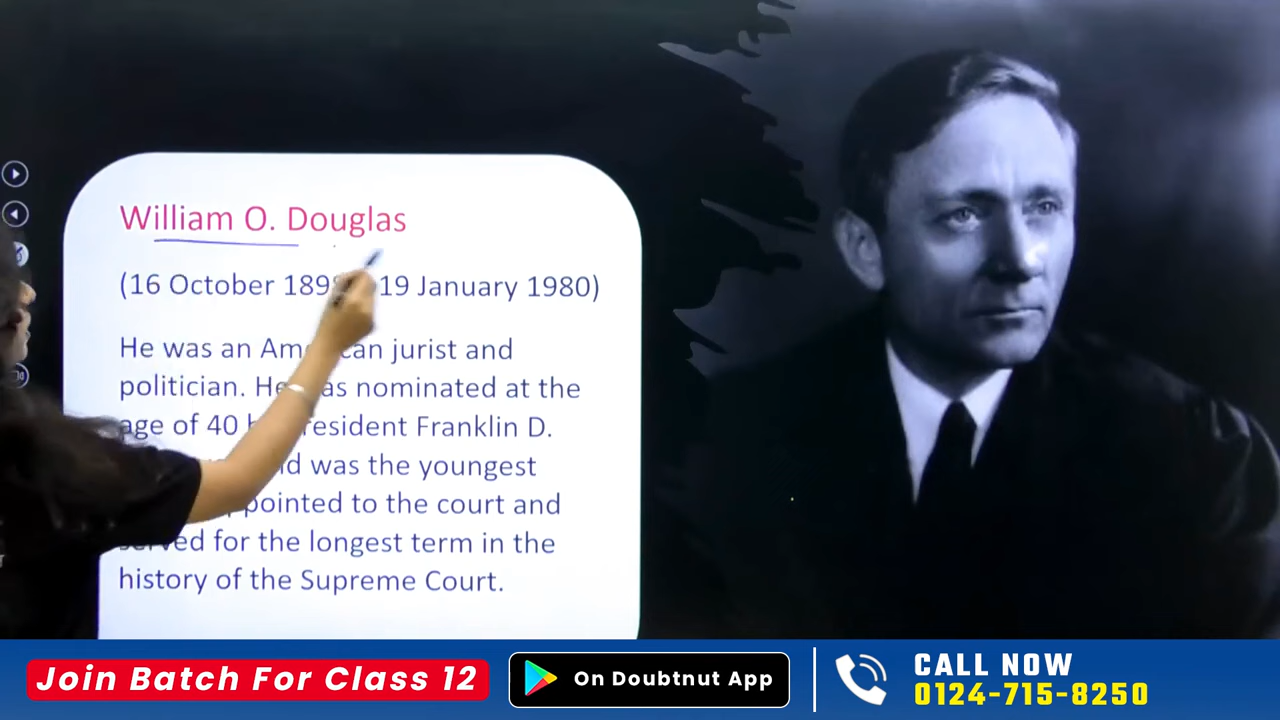 William O. Douglas
(16 October 189 19 January 1980)
He was an Am can jurist and
politician. He as nominated at the
age of 40 resident Franklin D.
was the youngest
pointed to the court and
served for the longest term in the
history of the Supreme Court.
Join Batch For Class 12
On Doubtnut App
CALL NOW
0124-715-8250